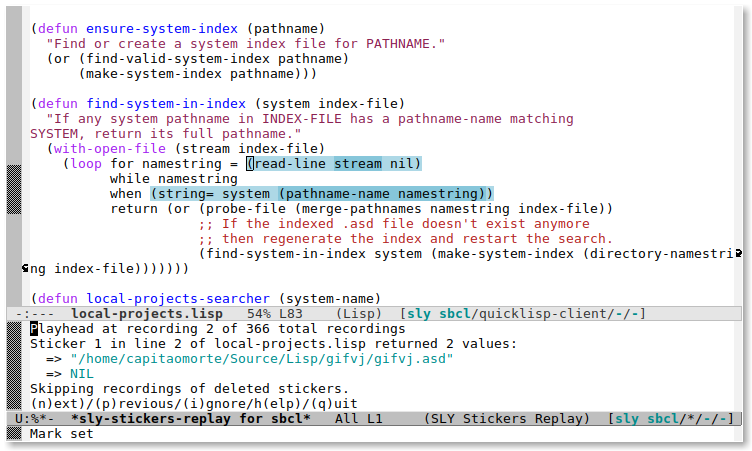 (defun ensure-system-index (pathname)
  "Find or create a system index file for PATHNAME."
  (or (find-valid-system-index pathname)
      (make-system-index pathname)))

(defun find-system-in-index (system index-file)
  "If any system pathname in INDEX-FILE has a pathname-name matching
SYSTEM, return its full pathname."
  (with-open-file (stream index-file)
    (loop for namestring = (read-line stream nil)
          while namestring
          when (string= system (pathname-name namestring))
          return (or (probe-file (merge-pathnames namestring index-file))
                     ;; If the indexed .asd file doesn't exist anymore
                     ;; then regenerate the index and restart the search.
                     (find-system-in-index system (make-system-index (directory-namestri
ng index-file)))))))

(defun local-projects-searcher (system-name)
-:---  local-projects.lisp   54% L83    (Lisp)  [sly sbcl/quicklisp-client/-/-]
Playhead at recording 2 of 366 total recordings
Sticker 1 in line 2 of local-projects.lisp returned 2 values:
  => "/home/capitaomorte/Source/Lisp/gifvj/gifvj.asd"
  => NIL
Skipping recordings of deleted stickers.
(n)ext)/(p)revious/(i)gnore/h(elp)/(q)uit
U:%*-  *sly-stickers-replay for sbcl*   All L1     (SLY Stickers Replay)  [sly sbcl/*/-/-]
Mark set